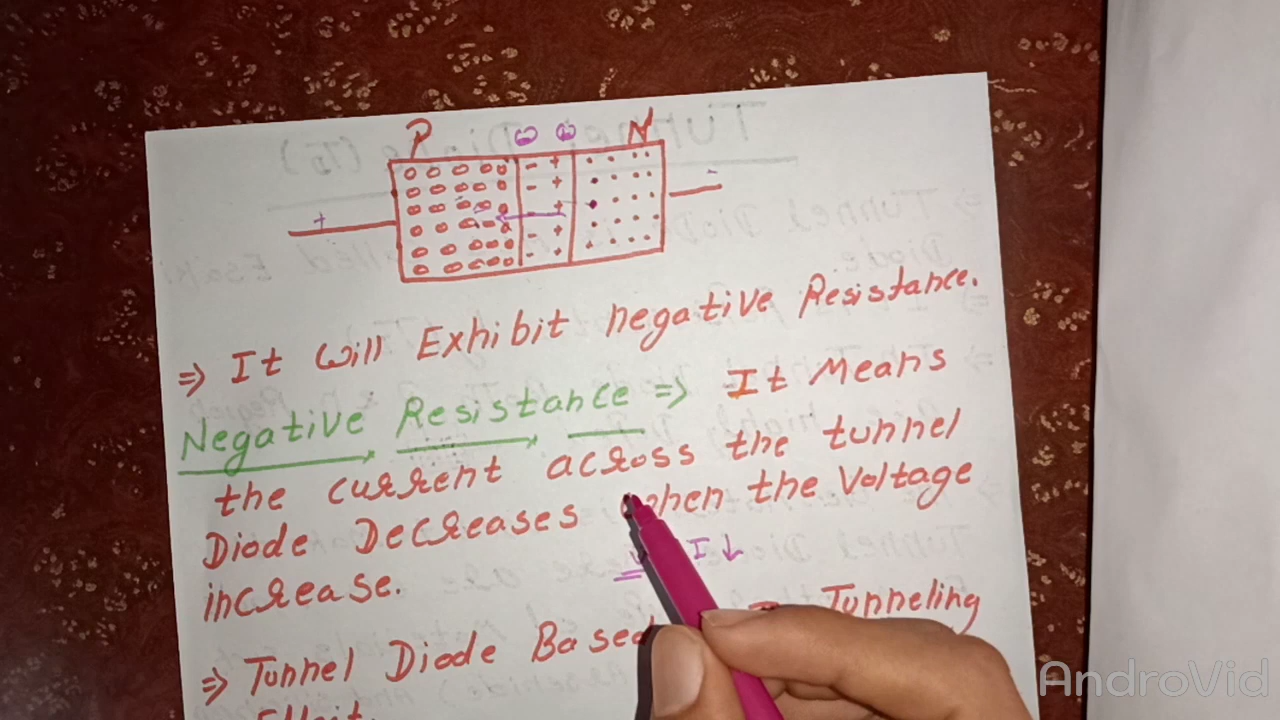 P N
+ -
⇒ It will Exhibit negative Resistance.
Negative Resistance ⇒ It Means
the current across the tunnel
Diode Decreases when the Voltage
increase.
I↓
⇒ Tunnel Diode Based Tunneling
AndroVid